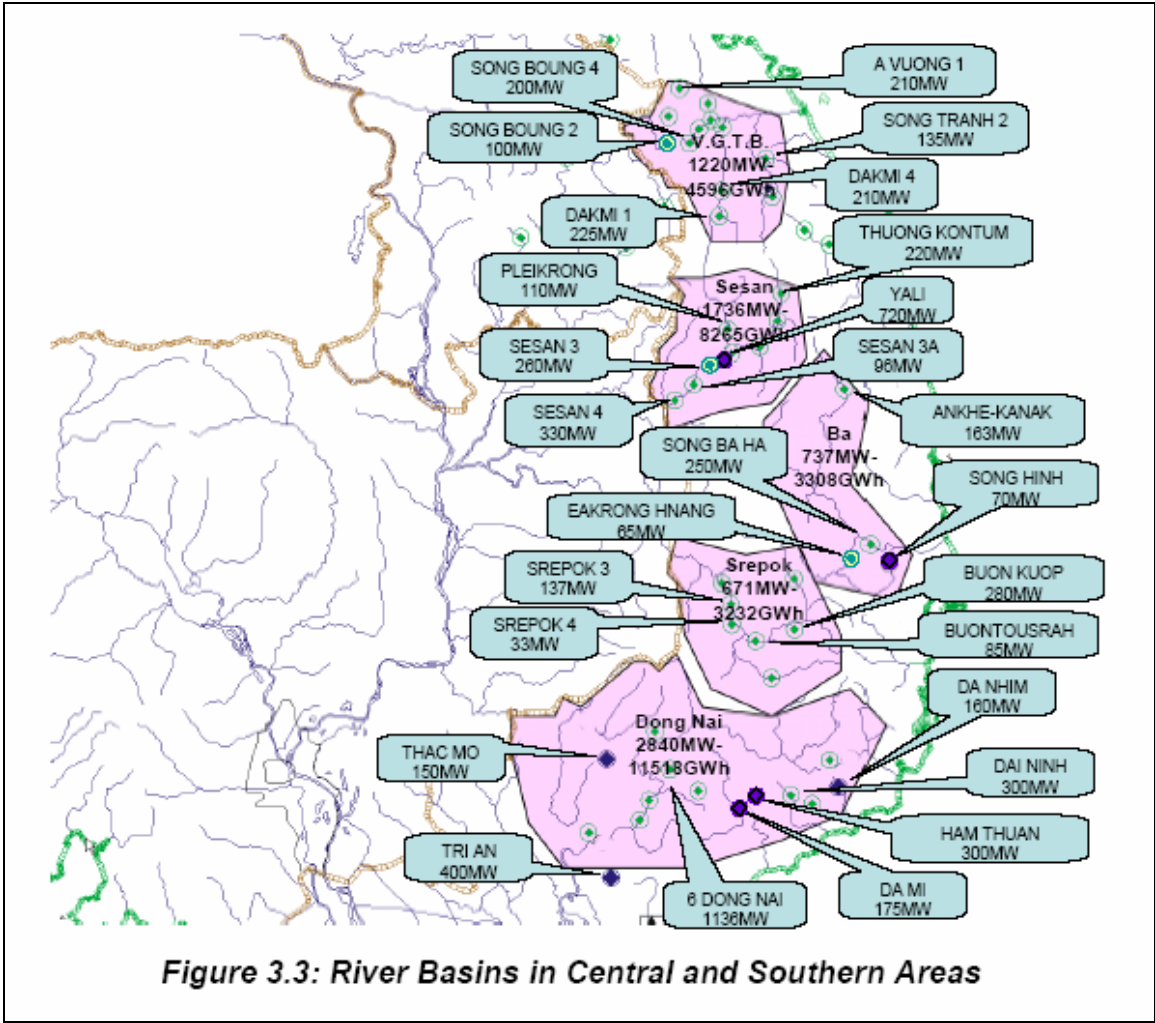 SONG BOUNG 4
200MW
A VUONG 1
210MW
SONG BOUNG 2
100MW
V.G.T.B.
1220MW-
4596GWh
SONG TRANH 2
135MW
DAKMI 4
210MW
DAKMI 1
225MW
THUONG KONTUM
220MW
PLEIKRONG
110MW
Sesan
1736MW-
8265GWh
YALI
720MW
SESAN 3
260MW
SESAN 3A
96MW
SESAN 4
330MW
ANKHE-KANAK
163MW
SONG BA HA
250MW
Ba
737MW-
3308GWh
SONG HINH
70MW
EAKRONG HNANG
65MW
SREPOK 3
137MW
Srepok
671MW-
3232GWh
BUON KUOP
280MW
SREPOK 4
33MW
BUONTOUSRAH
85MW
DA NHIM
160MW
Dong Nai
2840MW-
11518GWh
THAC MO
150MW
DAI NINH
300MW
HAM THUAN
300MW
TRI AN
400MW
6 DONG NAI
1136MW
DA MI
175MW
Figure 3.3: River Basins in Central and Southern Areas